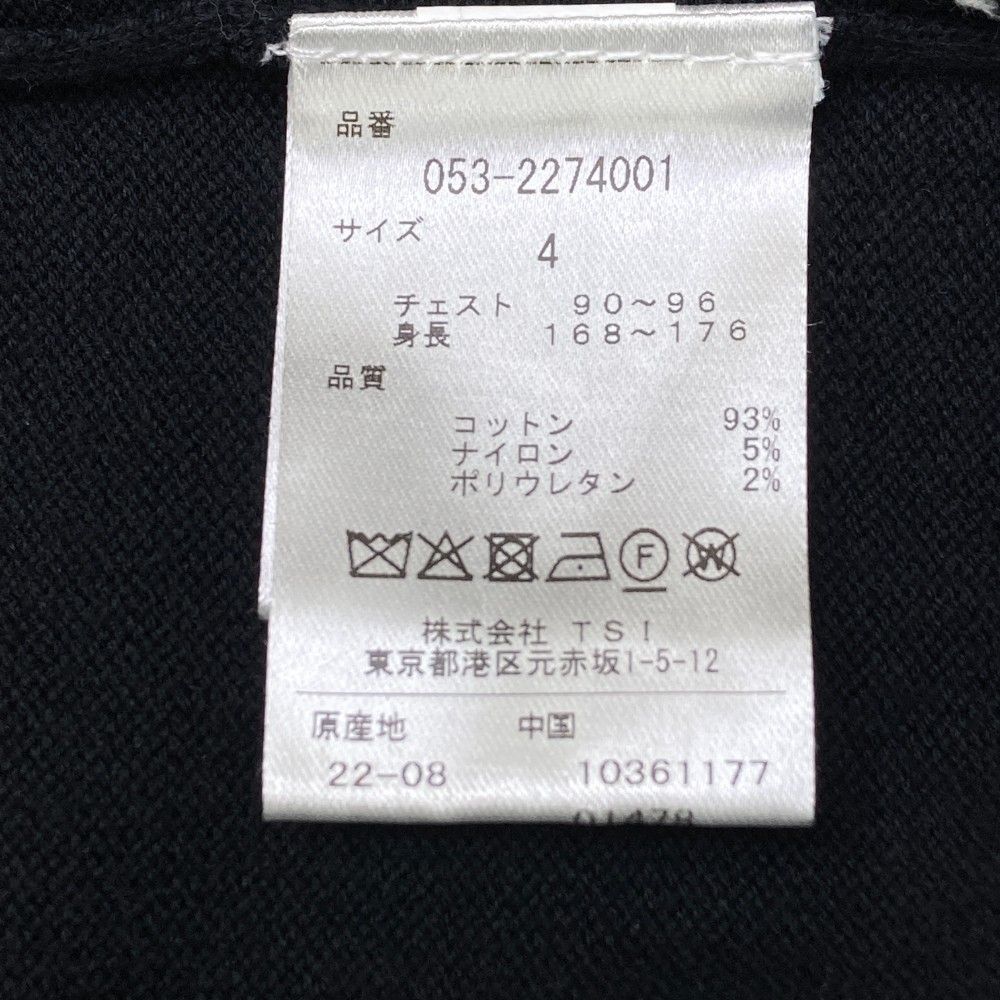 品番
053-2274001
サイズ
4
チェスト 90～96
身長 168～176
品質
コットン 93%
ナイロン 5%
ポリウレタン 2%
F W
株式会社 TSI
東京都港区元赤坂1-5-12
原産地 中国
22-08 10361177
01478